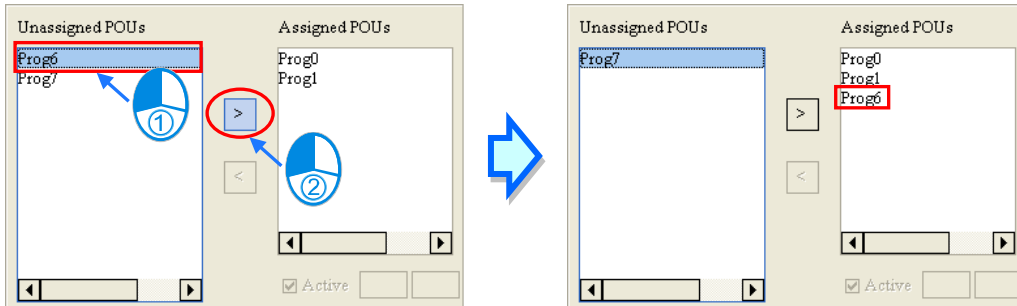 Unassigned POUs
Prog6
Prog7
①
>
<
②
Assigned POUs
Prog0
Prog1
Active
Unassigned POUs
Prog7
>
<
Assigned POUs
Prog0
Prog1
Prog6
Active